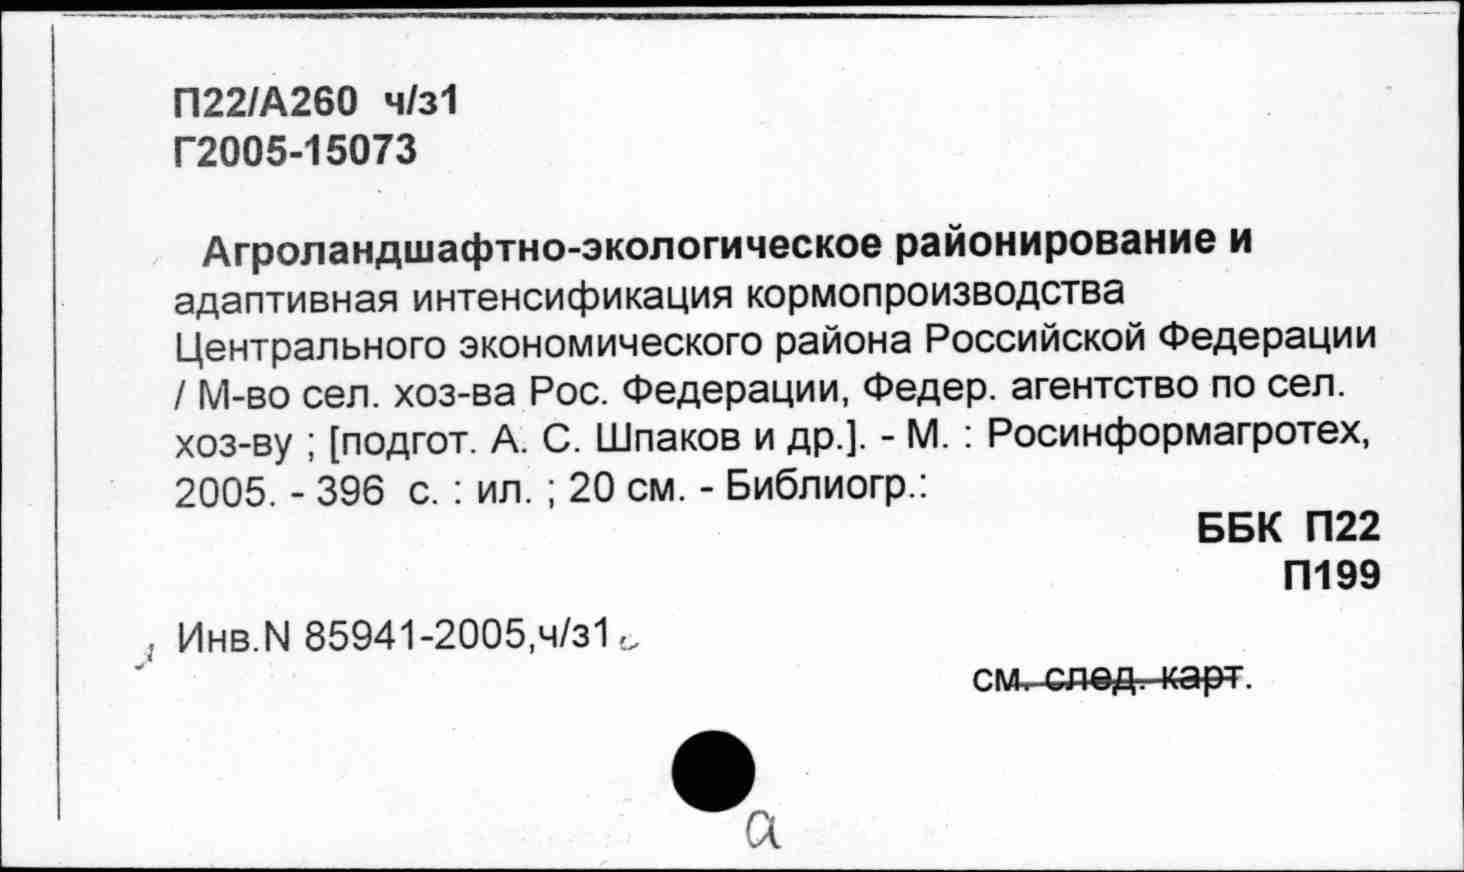 П22/А260 ч/з1
Г2005-15073
Агроландшафтно-экологическое районирование и
адаптивная интенсификация кормопроизводства
Центрального экономического района Российской Федерации
/ М-во сел. хоз-ва Рос. Федерации, Федер. агентство по сел.
хоз-ву ; [подгот. А. С. Шпаков и др.]. - М. : Росинформагротех,
2005. - 396 с. : ил. ; 20 см. - Библиогр.:
ББК П22
П199
Инв.N 85941-2005,ч/з1
см. след. карт.
а